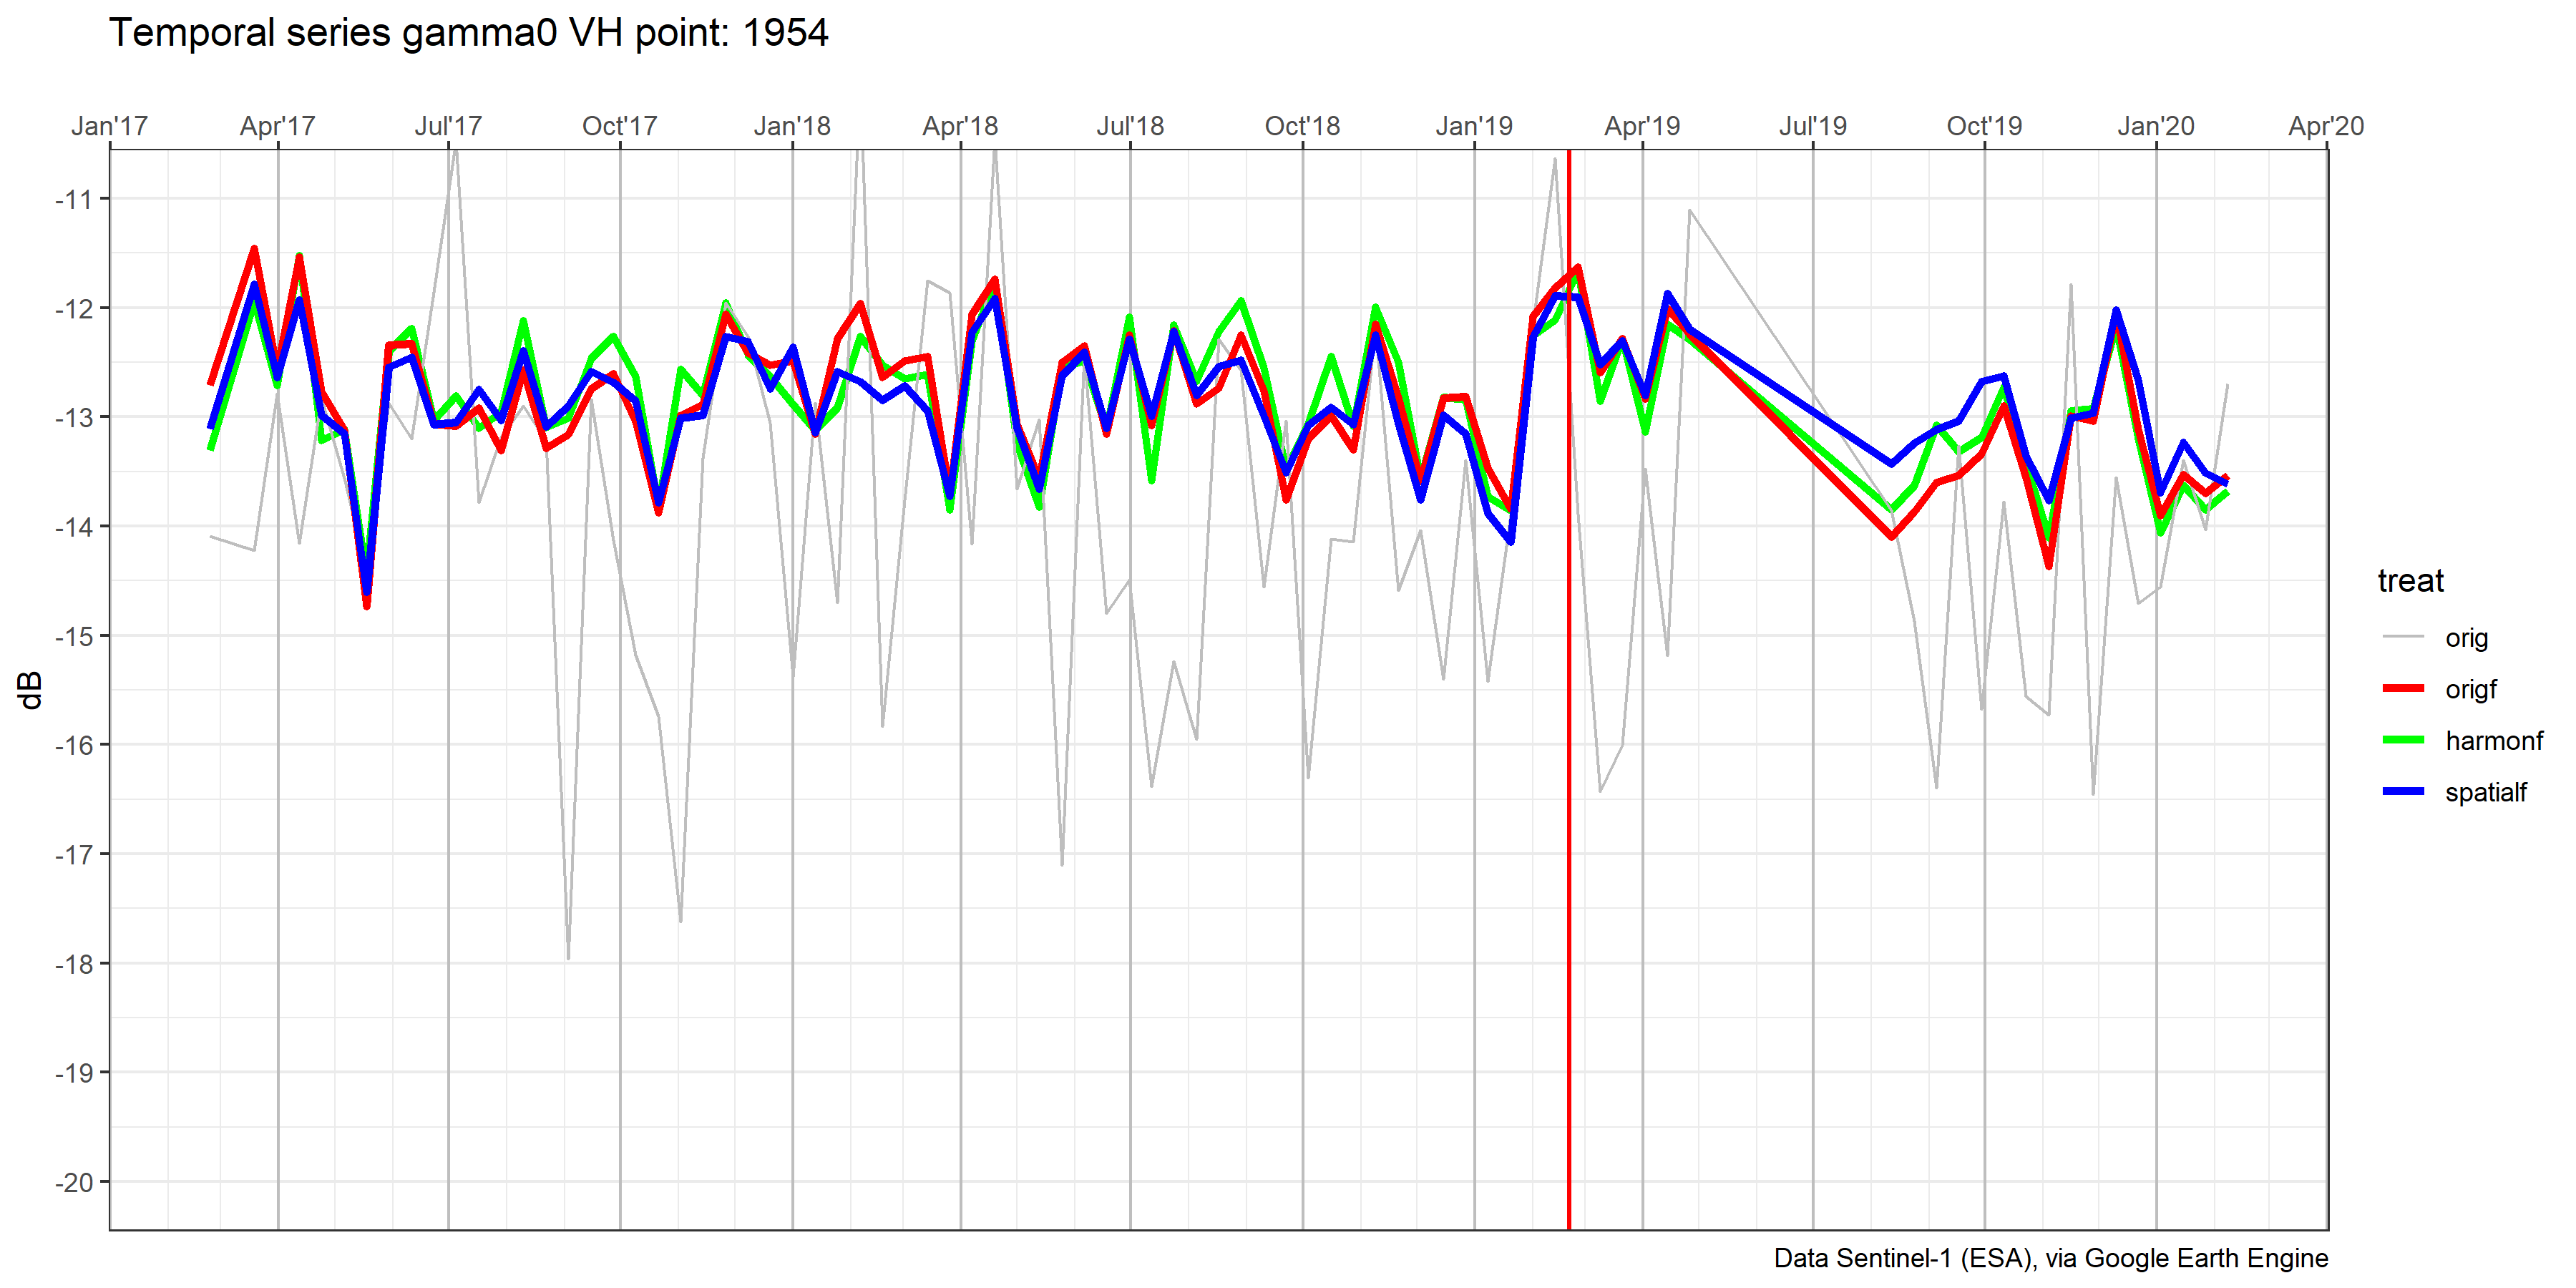 Temporal series gamma0 VH point: 1954
Jan'17 Apr'17 Jul'17 Oct'17 Jan'18 Apr'18 Jul'18 Oct'18 Jan'19 Apr'19 Jul'19 Oct'19 Jan'20 Apr'20
-11
-12
-13
-14
-15
-16
-17
-18
-19
-20
dB
treat
orig
origf
harmonf
spatialf
Data Sentinel-1 (ESA), via Google Earth Engine